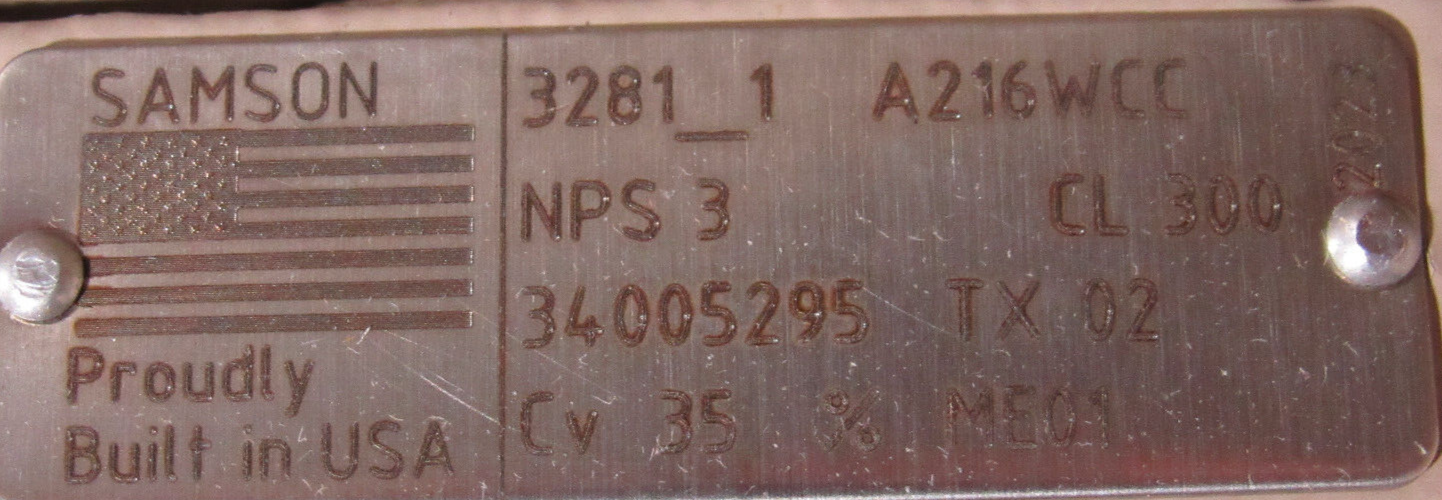 SAMSON
Proudly
Built in USA
3281_1 A216WCC
NPS 3 CL 300
34005295 TX 02
Cv 35 % ME01
2023